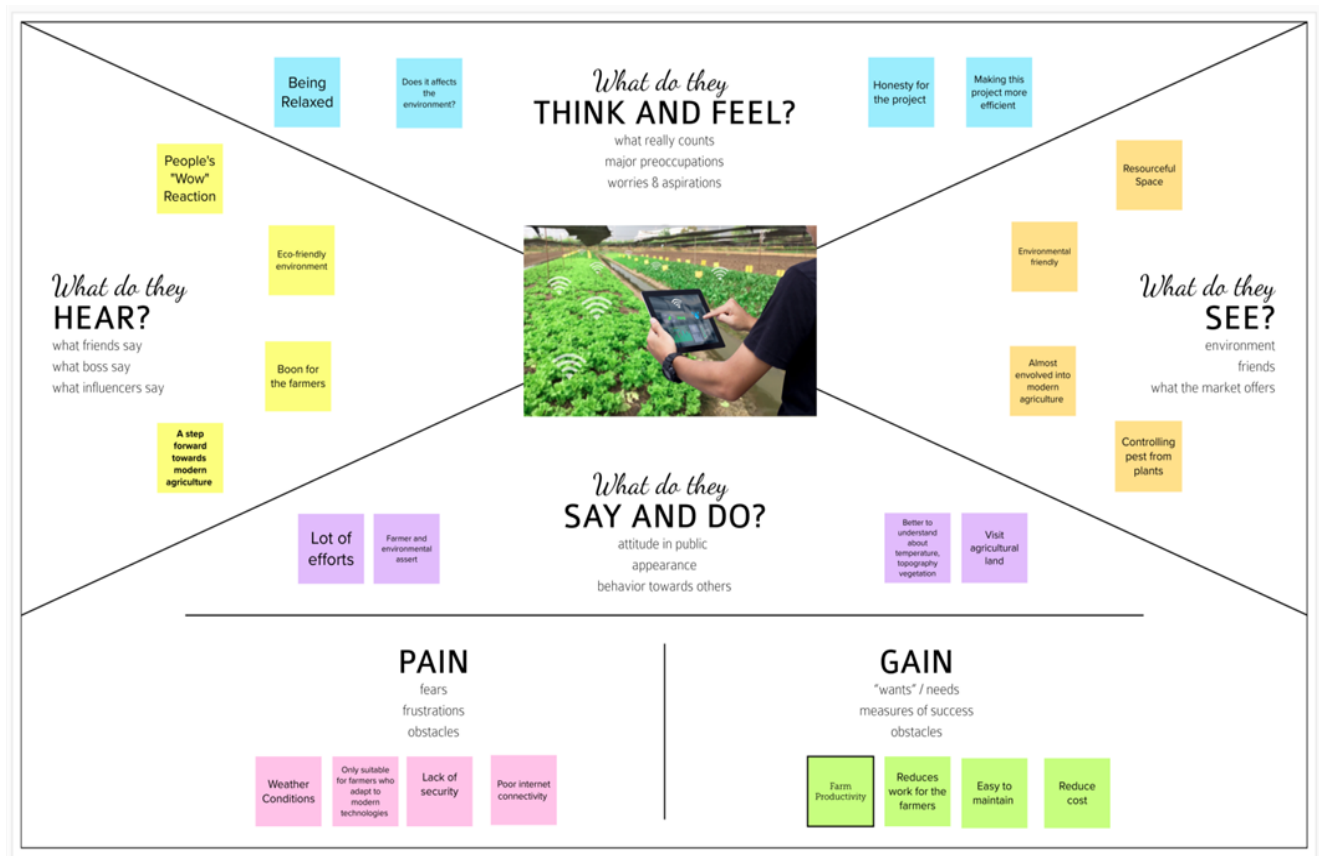 What do they
THINK AND FEEL?
what really counts
major preoccupations
worries & aspirations
Being
Relaxed
Does it affects
the
environment?
Honesty for
the project
Making this
project more
efficient
What do they
HEAR?
what friends say
what boss say
what influencers say
People's
"Wow"
Reaction
Eco-friendly
environment
Boon for
the farmers
A step
forward
towards
modern
agriculture
What do they
SEE?
environment
friends
what the market offers
Resourceful
Space
Environmental
friendly
Almost
envolved into
modern
agriculture
Controlling
pest from
plants
What do they
SAY AND DO?
attitude in public
appearance
behavior towards others
Lot of
efforts
Farmer and
environmental
assert
Better to
understand
about
temperature,
topography
vegetation
Visit
agricultural
land
PAIN
fears
frustrations
obstacles
Weather
Conditions
Only suitable
for farmers who
adapt to
modern
technologies
Lack of
security
Poor internet
connectivity
GAIN
"wants" / needs
measures of success
obstacles
Farm
Productivity
Reduces
work for the
farmers
Easy to
maintain
Reduce
cost